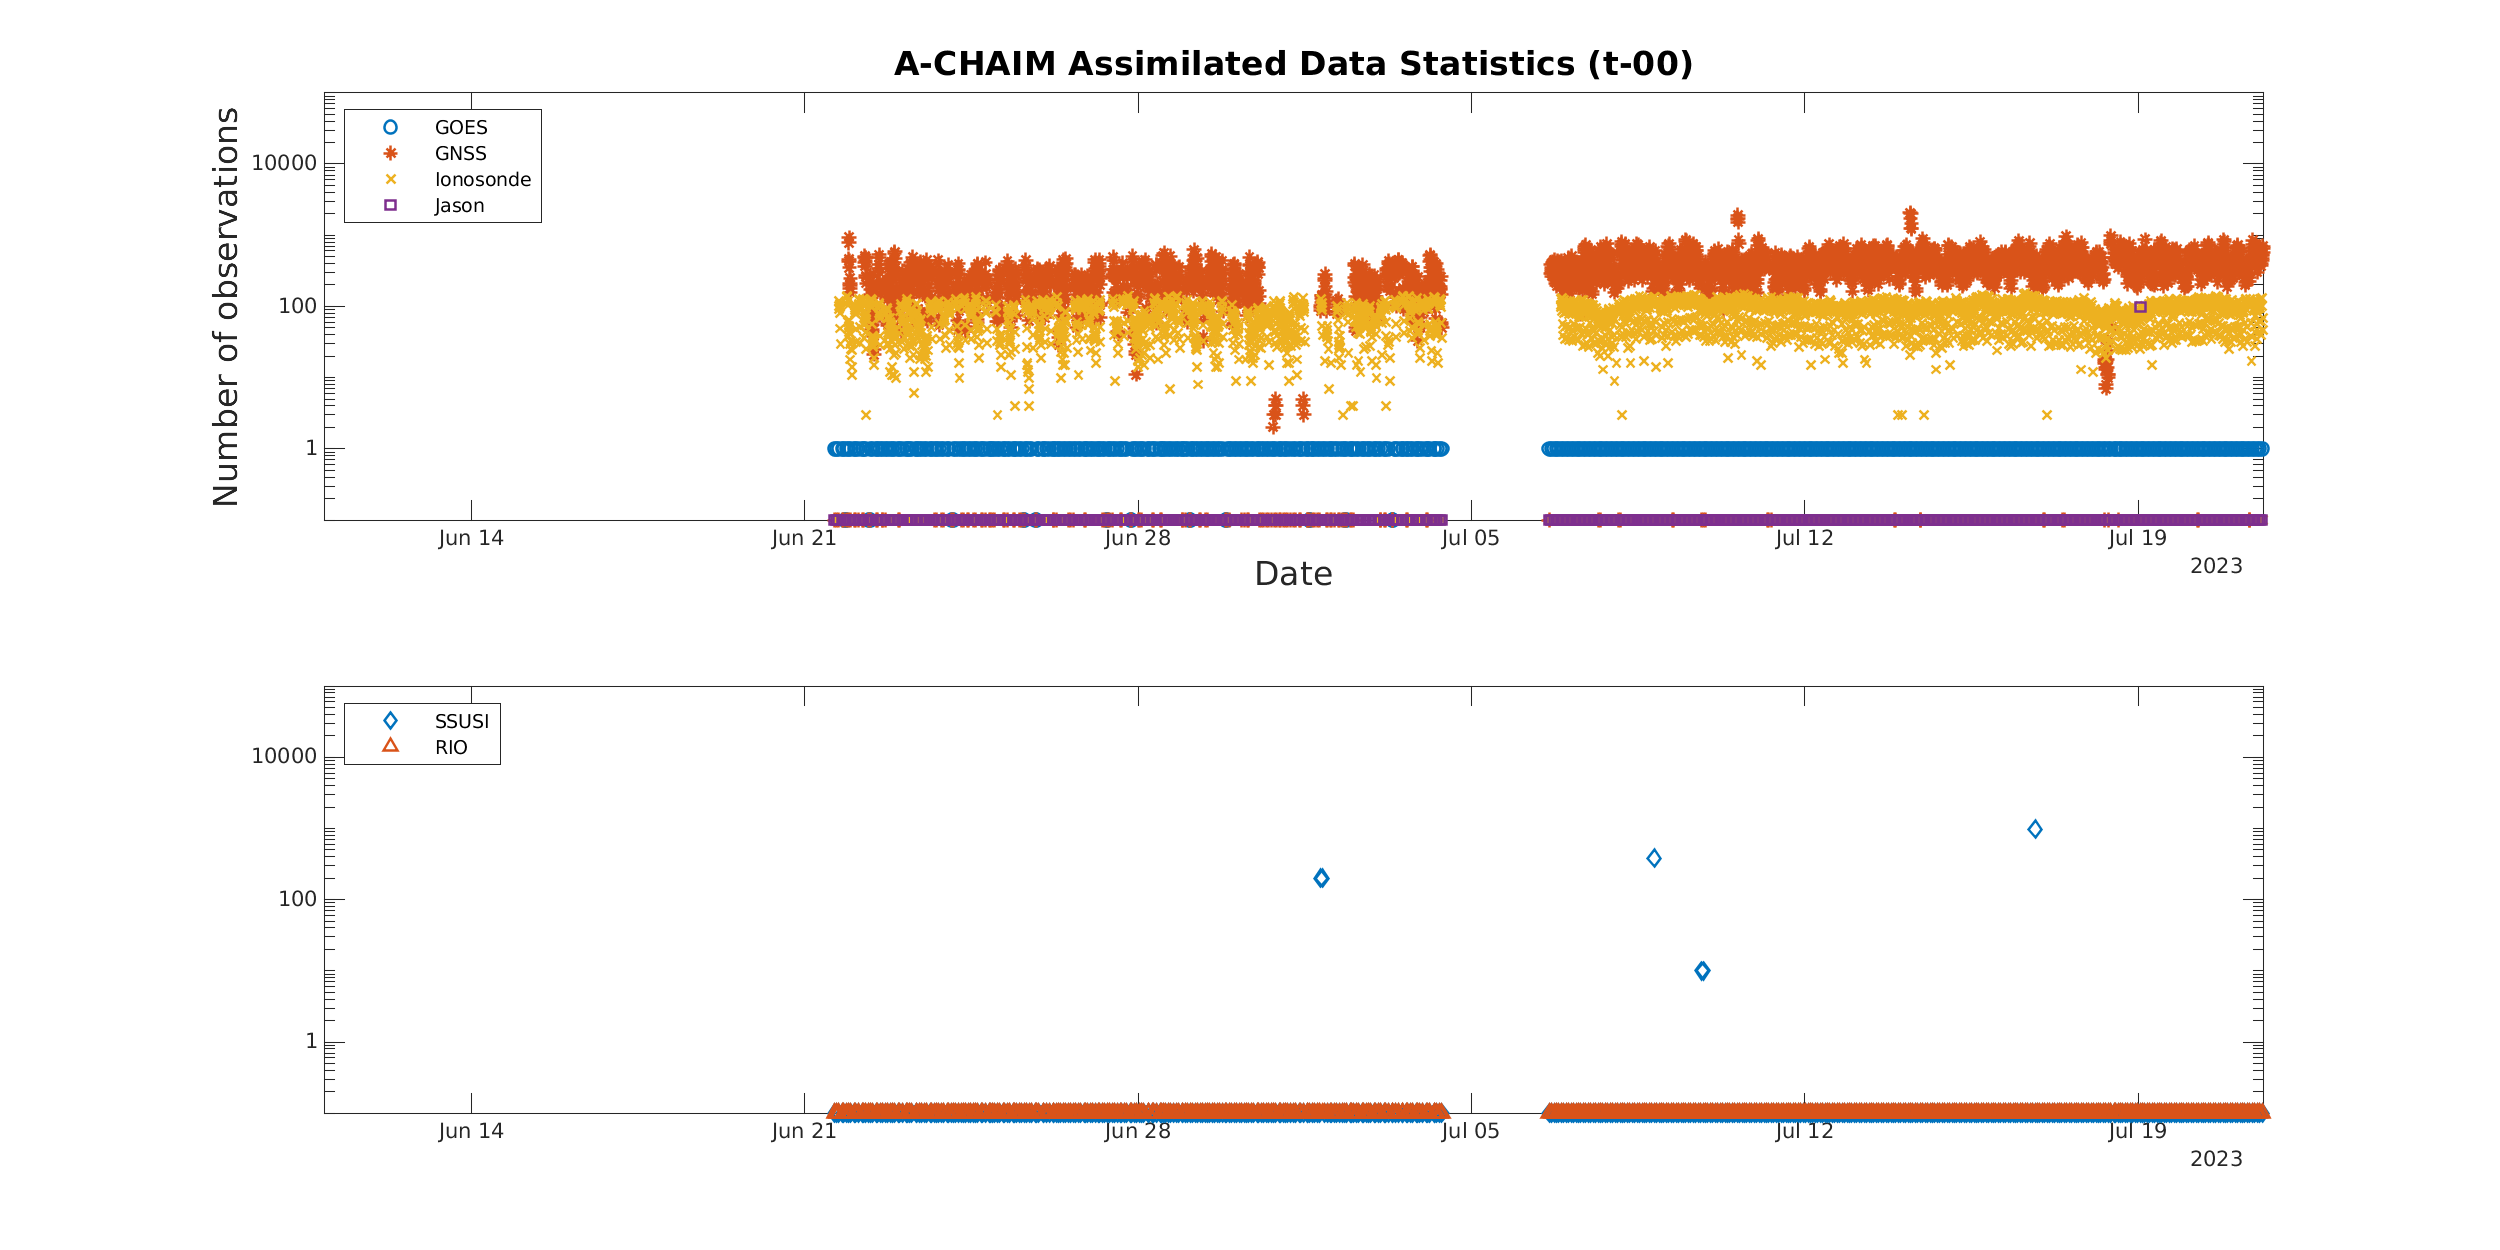 A-CHAIM Assimilated Data Statistics (t-00)
Number of observations
10000
100
1
GOES
GNSS
Ionosonde
Jason
Jun 14
Jun 21
Jun 28
Jul 05
Jul 12
Jul 19
2023
Date
10000
100
1
SSUSI
RIO
Jun 14
Jun 21
Jun 28
Jul 05
Jul 12
Jul 19
2023